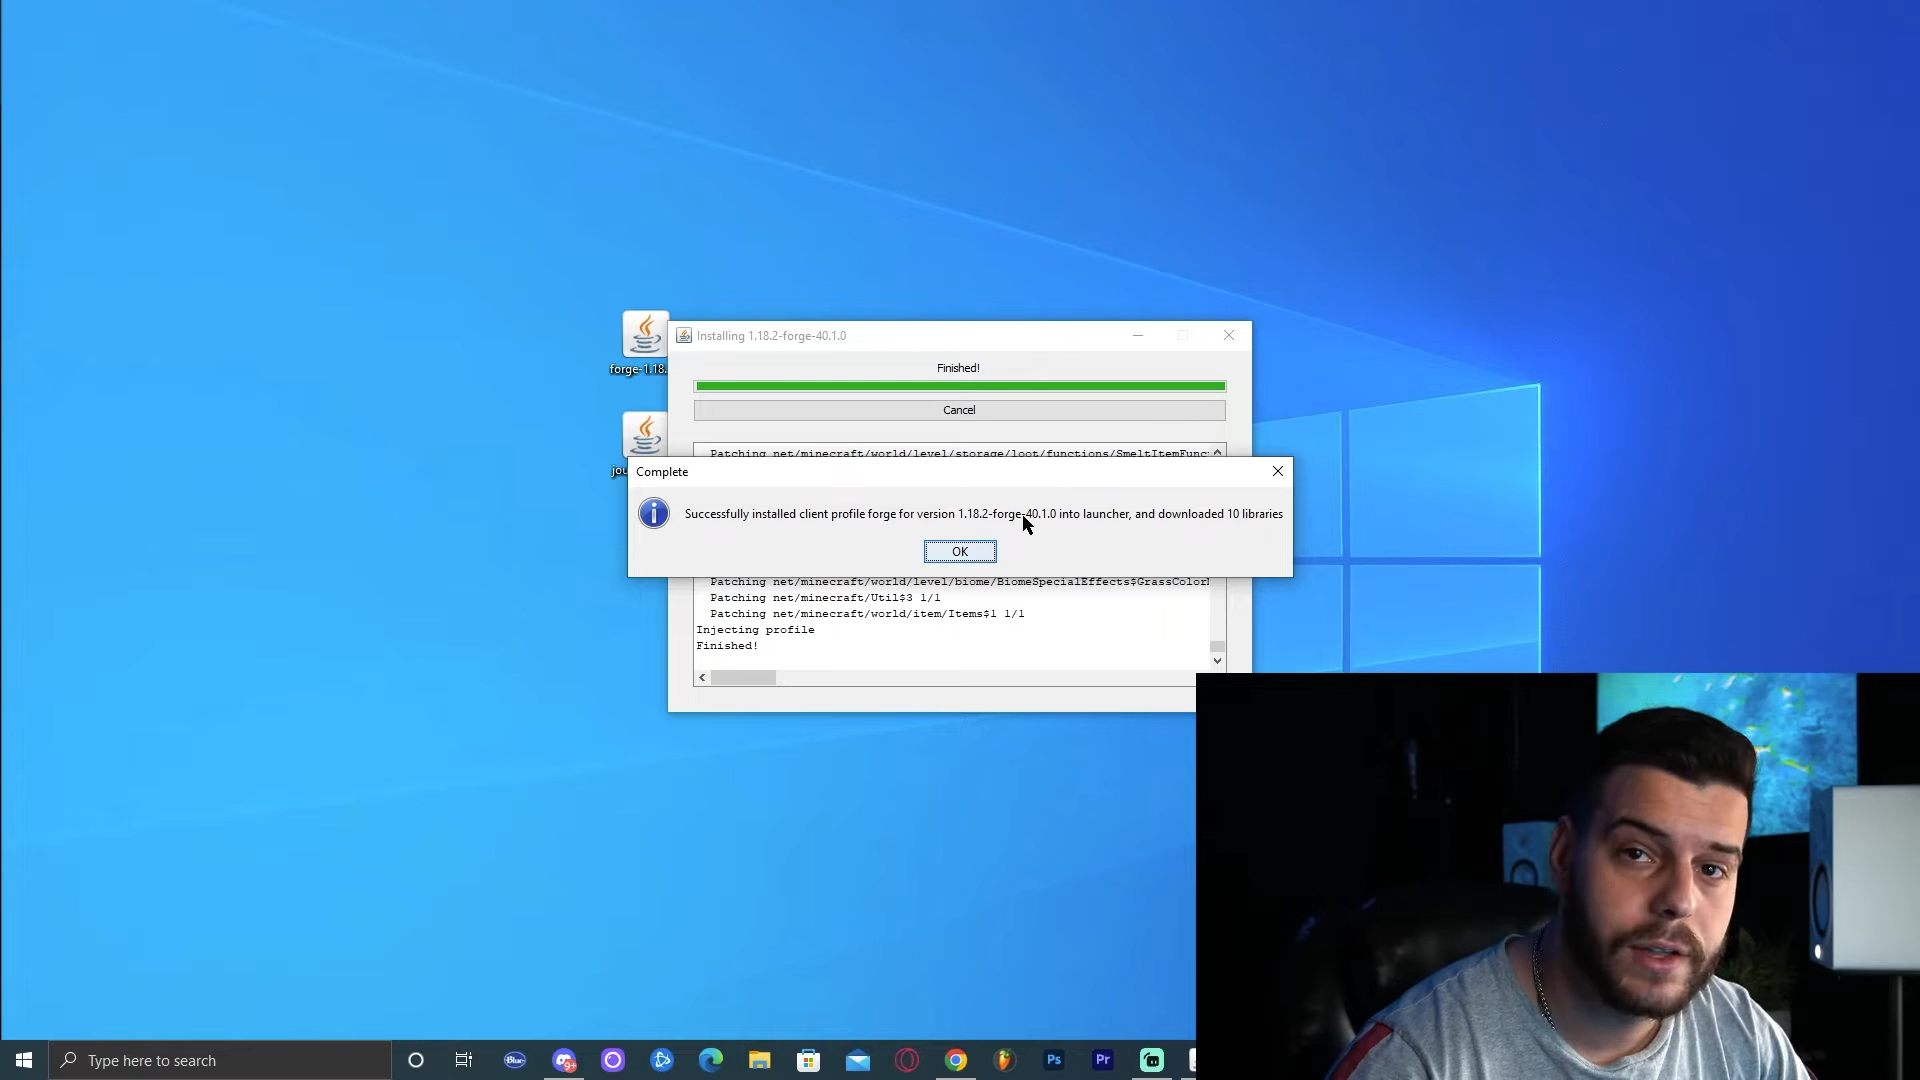 forge-1.18.
jou
Installing 1.18.2-forge-40.1.0
Finished!
Cancel
Patching net/minecraft/world/level/storage/loot/functions/SmeltItemFunc
Complete
Successfully installed client profile forge for version 1.18.2-forge-40.1.0 into launcher, and downloaded 10 libraries
OK
Patching net/minecraft/world/level/biome/BiomeSpecialEffects$GrassColor
Patching net/minecraft/Util$3 1/1
Patching net/minecraft/world/item/Items$1 1/1
Injecting profile
Finished!
Type here to search
Blue
9+
Ps
Pr